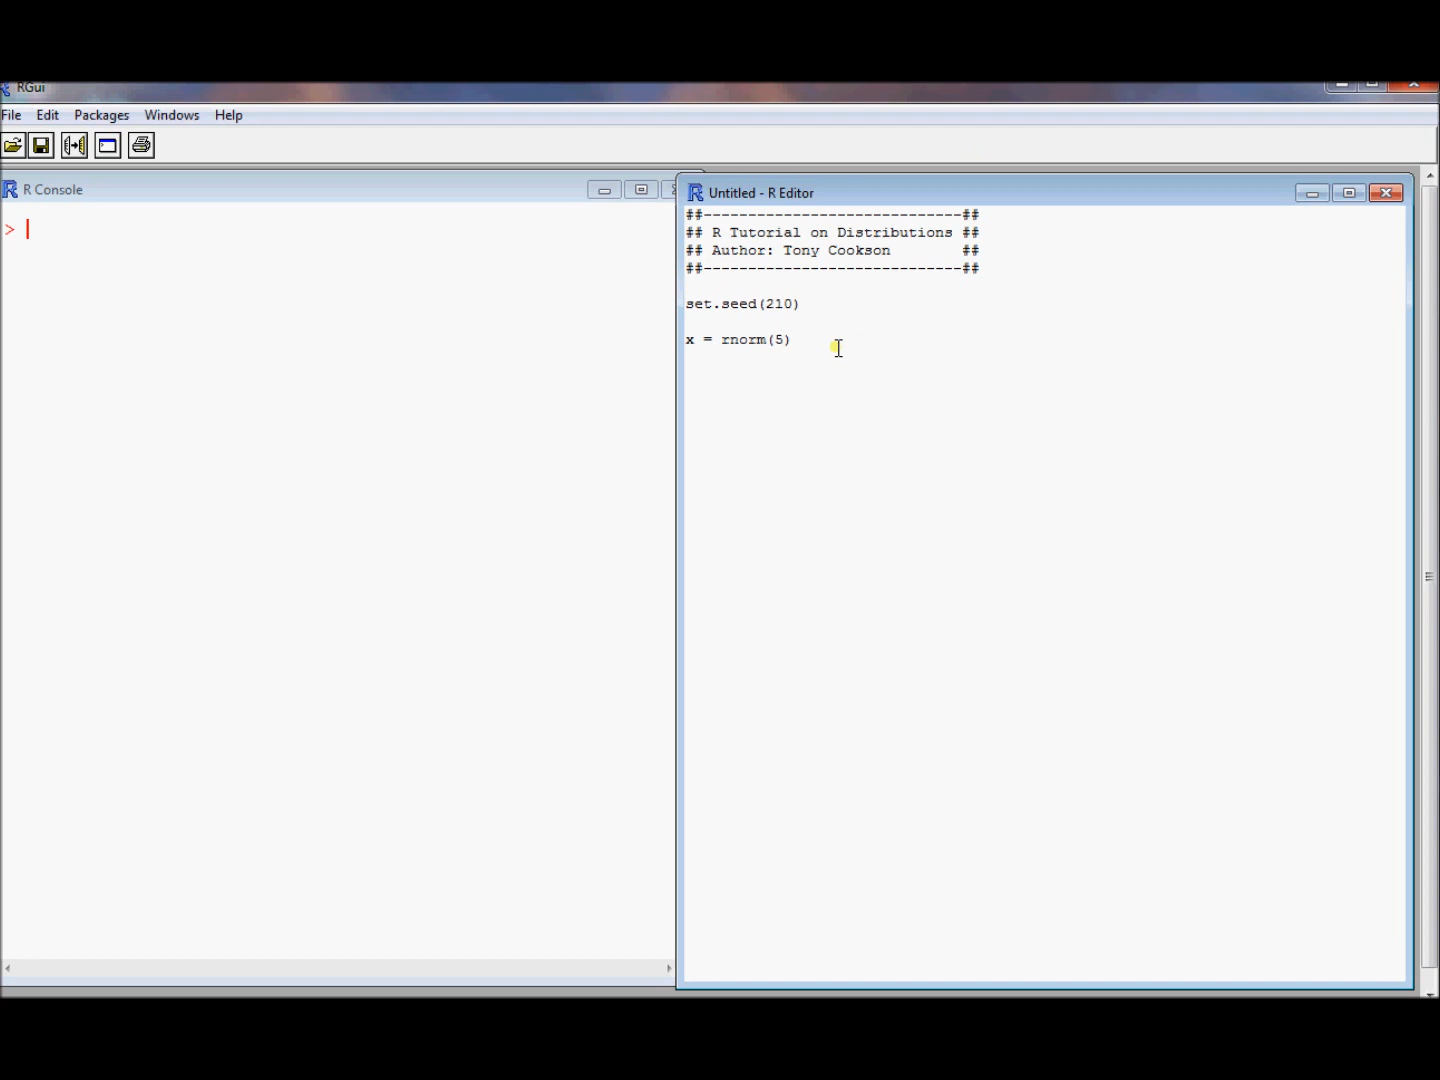 RGui
File Edit Packages Windows Help
R Console
>
Untitled - R Editor
##-----------------------------##
## R Tutorial on Distributions ##
## Author: Tony Cookson        ##
##-----------------------------##
set.seed(210)
x = rnorm(5)